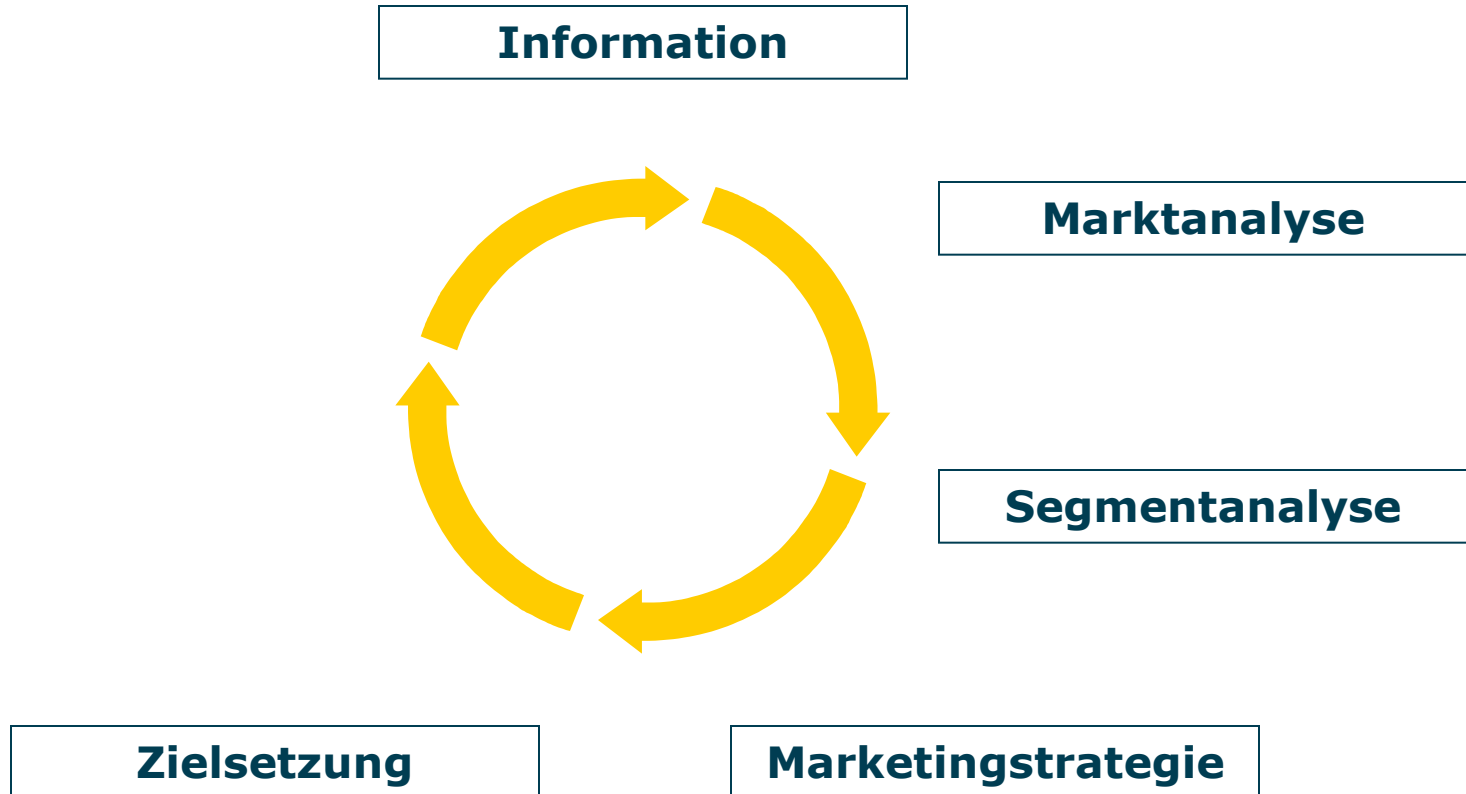 Information
Marktanalyse
Segmentanalyse
Marketingstrategie
Zielsetzung